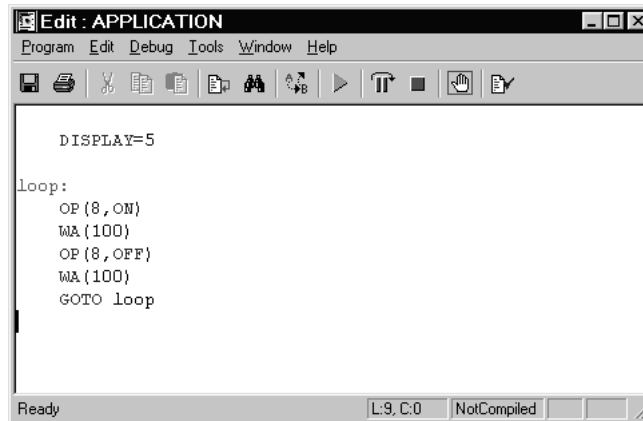 Edit : APPLICATION
Program Edit Debug Tools Window Help
DISPLAY=5
loop:
OP(8,ON)
WA(100)
OP(8,OFF)
WA(100)
GOTO loop
Ready L:9, C:0 NotCompiled